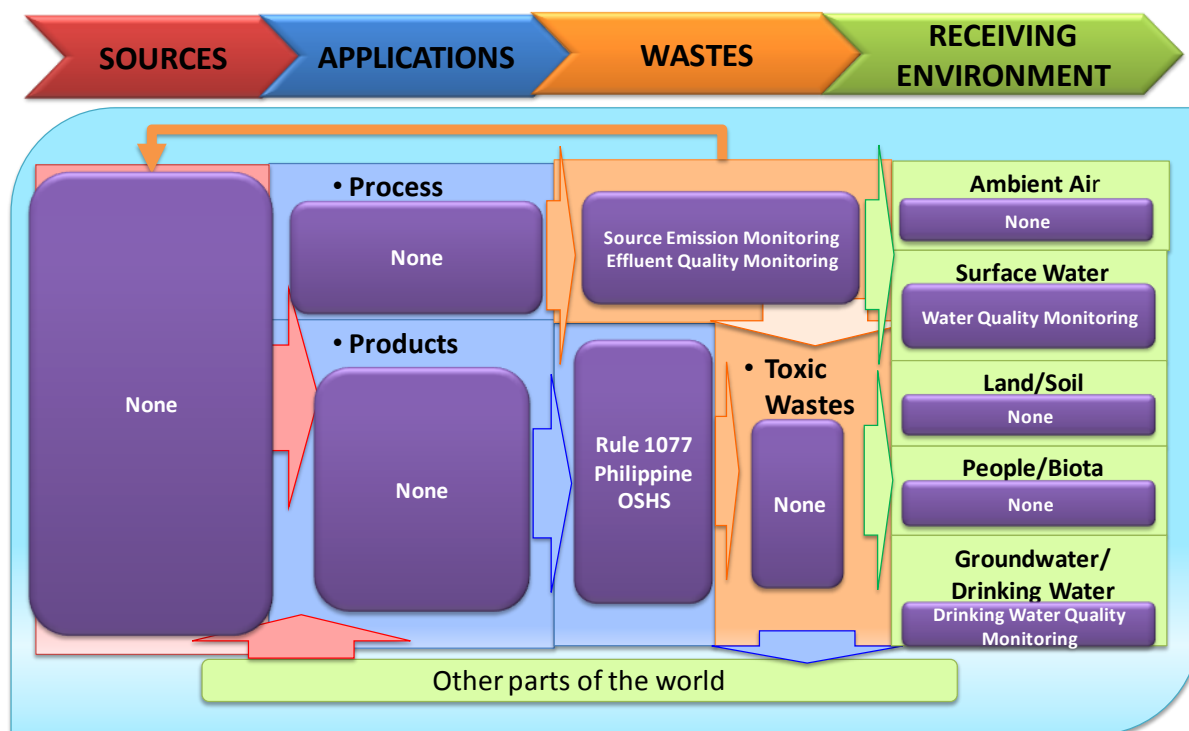 SOURCES
APPLICATIONS
WASTES
RECEIVING
ENVIRONMENT
None
• Process
None
Source Emission Monitoring
Effluent Quality Monitoring
Ambient Air
None
Surface Water
Water Quality Monitoring
• Products
None
Rule 1077
Philippine
OSHS
• Toxic
Wastes
None
Land/Soil
None
People/Biota
None
Groundwater/
Drinking Water
Drinking Water Quality
Monitoring
Other parts of the world